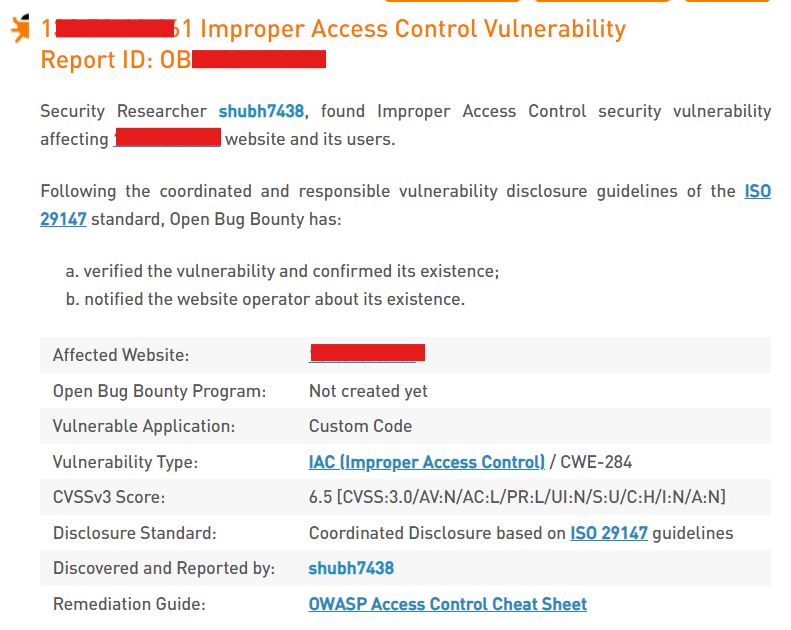 1 61 Improper Access Control Vulnerability
Report ID: OB
Security Researcher shubh7438, found Improper Access Control security vulnerability
affecting website and its users.
Following the coordinated and responsible vulnerability disclosure guidelines of the ISO
29147 standard, Open Bug Bounty has:
a. verified the vulnerability and confirmed its existence;
b. notified the website operator about its existence.
Affected Website:
Open Bug Bounty Program: Not created yet
Vulnerable Application: Custom Code
Vulnerability Type: IAC (Improper Access Control) / CWE-284
CVSSv3 Score: 6.5 [CVSS:3.0/AV:N/AC:L/PR:L/UI:N/S:U/C:H/I:N/A:N]
Disclosure Standard: Coordinated Disclosure based on ISO 29147 guidelines
Discovered and Reported by: shubh7438
Remediation Guide: OWASP Access Control Cheat Sheet